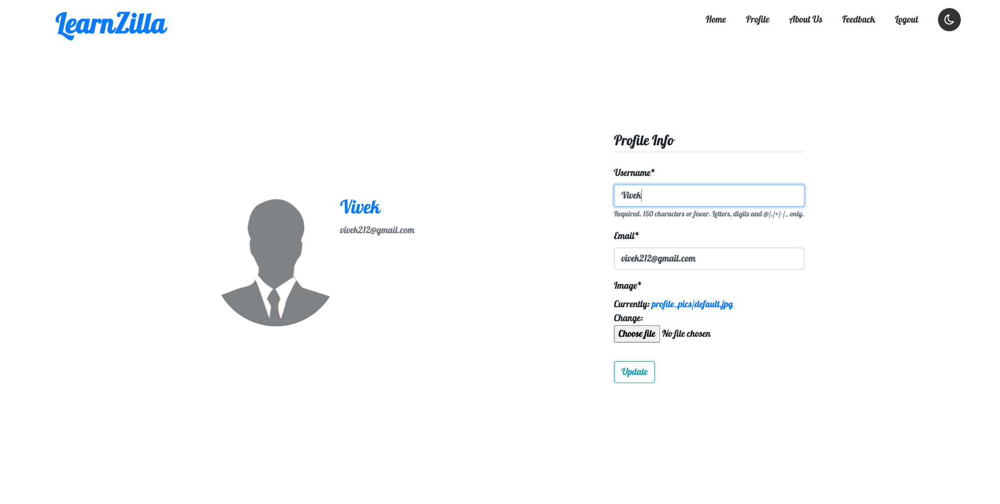 LearnZilla
Home Profile About Us Feedback Logout
Vivek
vivek212@gmail.com
Profile Info
Username*
Vivek
Required. 150 characters or fewer. Letters, digits and @/./+/-/_ only.
Email*
vivek212@gmail.com
Image*
Currently: profile_pics/default.jpg
Change:
Choose file No file chosen
Update